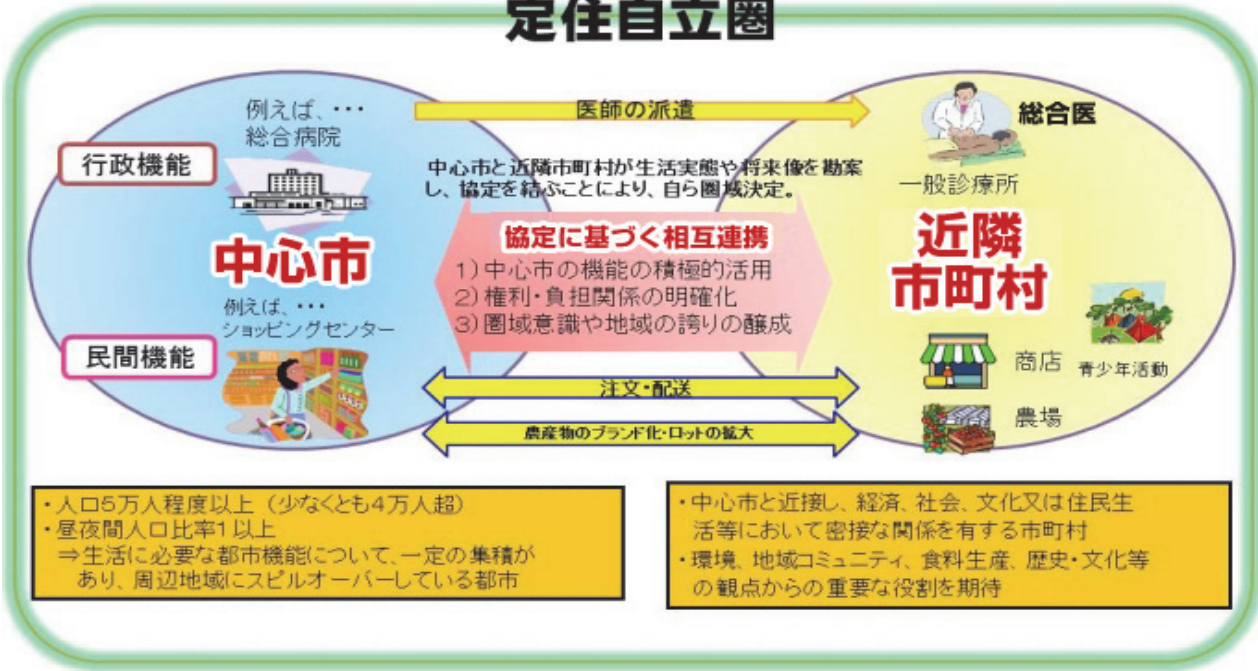 定住自立圏
例えば、･･･
総合病院
行政機能
中心市
例えば、･･･
ショッピングセンター
民間機能
医師の派遣
中心市と近隣市町村が生活実態や将来像を勘案
し、協定を結ぶことにより、自ら圏域決定。
協定に基づく相互連携
1)中心市の機能の積極的活用
2)権利・負担関係の明確化
3)圏域意識や地域の誇りの醸成
注文・配送
農産物のブランド化・ロットの拡大
総合医
一般診療所
近隣
市町村
商店
青少年活動
農場
・人口5万人程度以上（少なくとも4万人超）
・昼夜間人口比率1以上
⇒生活に必要な都市機能について、一定の集積が
あり、周辺地域にスピルオーバーしている都市
・中心市と近接し、経済、社会、文化又は住民生
活等において密接な関係を有する市町村
・環境、地域コミュニティ、食料生産、歴史・文化等
の観点からの重要な役割を期待